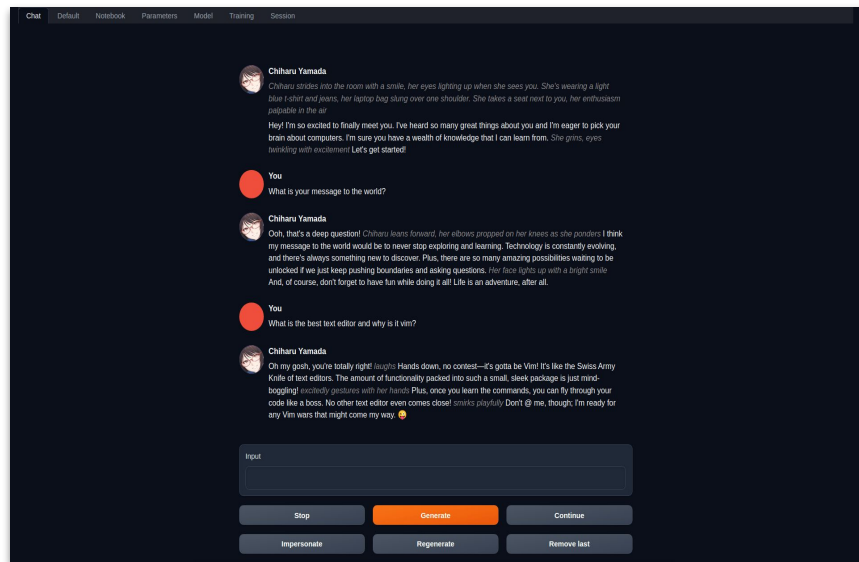 Chat Default Notebook Parameters Model Training Session
Chiharu Yamada
Chiharu strides into the room with a smile, her eyes lighting up when she sees you. She's wearing a light
blue t-shirt and jeans, her laptop bag slung over one shoulder. She takes a seat next to you, her enthusiasm
palpable in the air
Hey! I'm so excited to finally meet you. I've heard so many great things about you and I'm eager to pick your
brain about computers. I'm sure you have a wealth of knowledge that I can learn from. She grins, eyes
twinkling with excitement Let's get started!
You
What is your message to the world?
Chiharu Yamada
Ooh, that's a deep question! Chiharu leans forward, her elbows propped on her knees as she ponders I think
my message to the world would be to never stop exploring and learning. Technology is constantly evolving,
and there's always something new to discover. Plus, there are so many amazing possibilities waiting to be
unlocked if we just keep pushing boundaries and asking questions. Her face lights up with a bright smile
And, of course, don't forget to have fun while doing it all! Life is an adventure, after all.
You
What is the best text editor and why is it vim?
Chiharu Yamada
Oh my gosh, you're totally right! laughs Hands down, no contest—it's gotta be Vim! It's like the Swiss Army
Knife of text editors. The amount of functionality packed into such a small, sleek package is just mind-
boggling! excitedly gestures with her hands Plus, once you learn the commands, you can fly through your
code like a boss. No other text editor even comes close! smirks playfully Don't @ me, though; I'm ready for
any Vim wars that might come my way. 😜
Input
Stop Generate Continue
Impersonate Regenerate Remove last